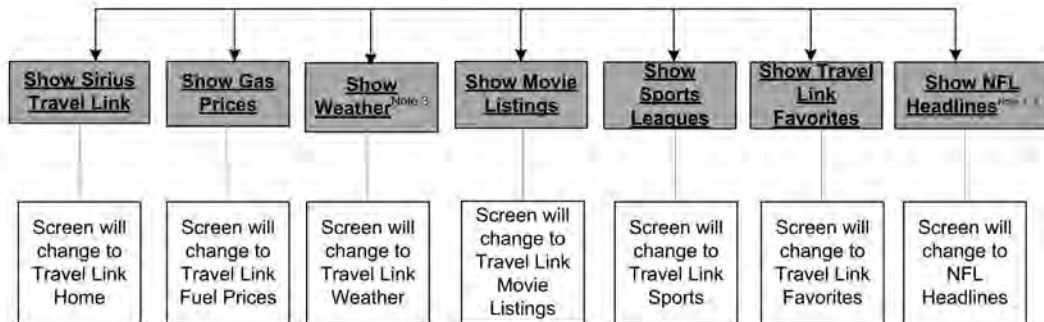 Show Sirius
Travel Link
Show Gas
Prices
Show
Weather Note 3
Show Movie
Listings
Show
Sports
Leagues
Show Travel
Link
Favorites
Show NFL
Headlines
Screen will
change to
Travel Link
Home
Screen will
change to
Travel Link
Fuel Prices
Screen will
change to
Travel Link
Weather
Screen will
change to
Travel Link
Movie
Listings
Screen will
change to
Travel Link
Sports
Screen will
change to
Travel Link
Favorites
Screen will
change to
NFL
Headlines